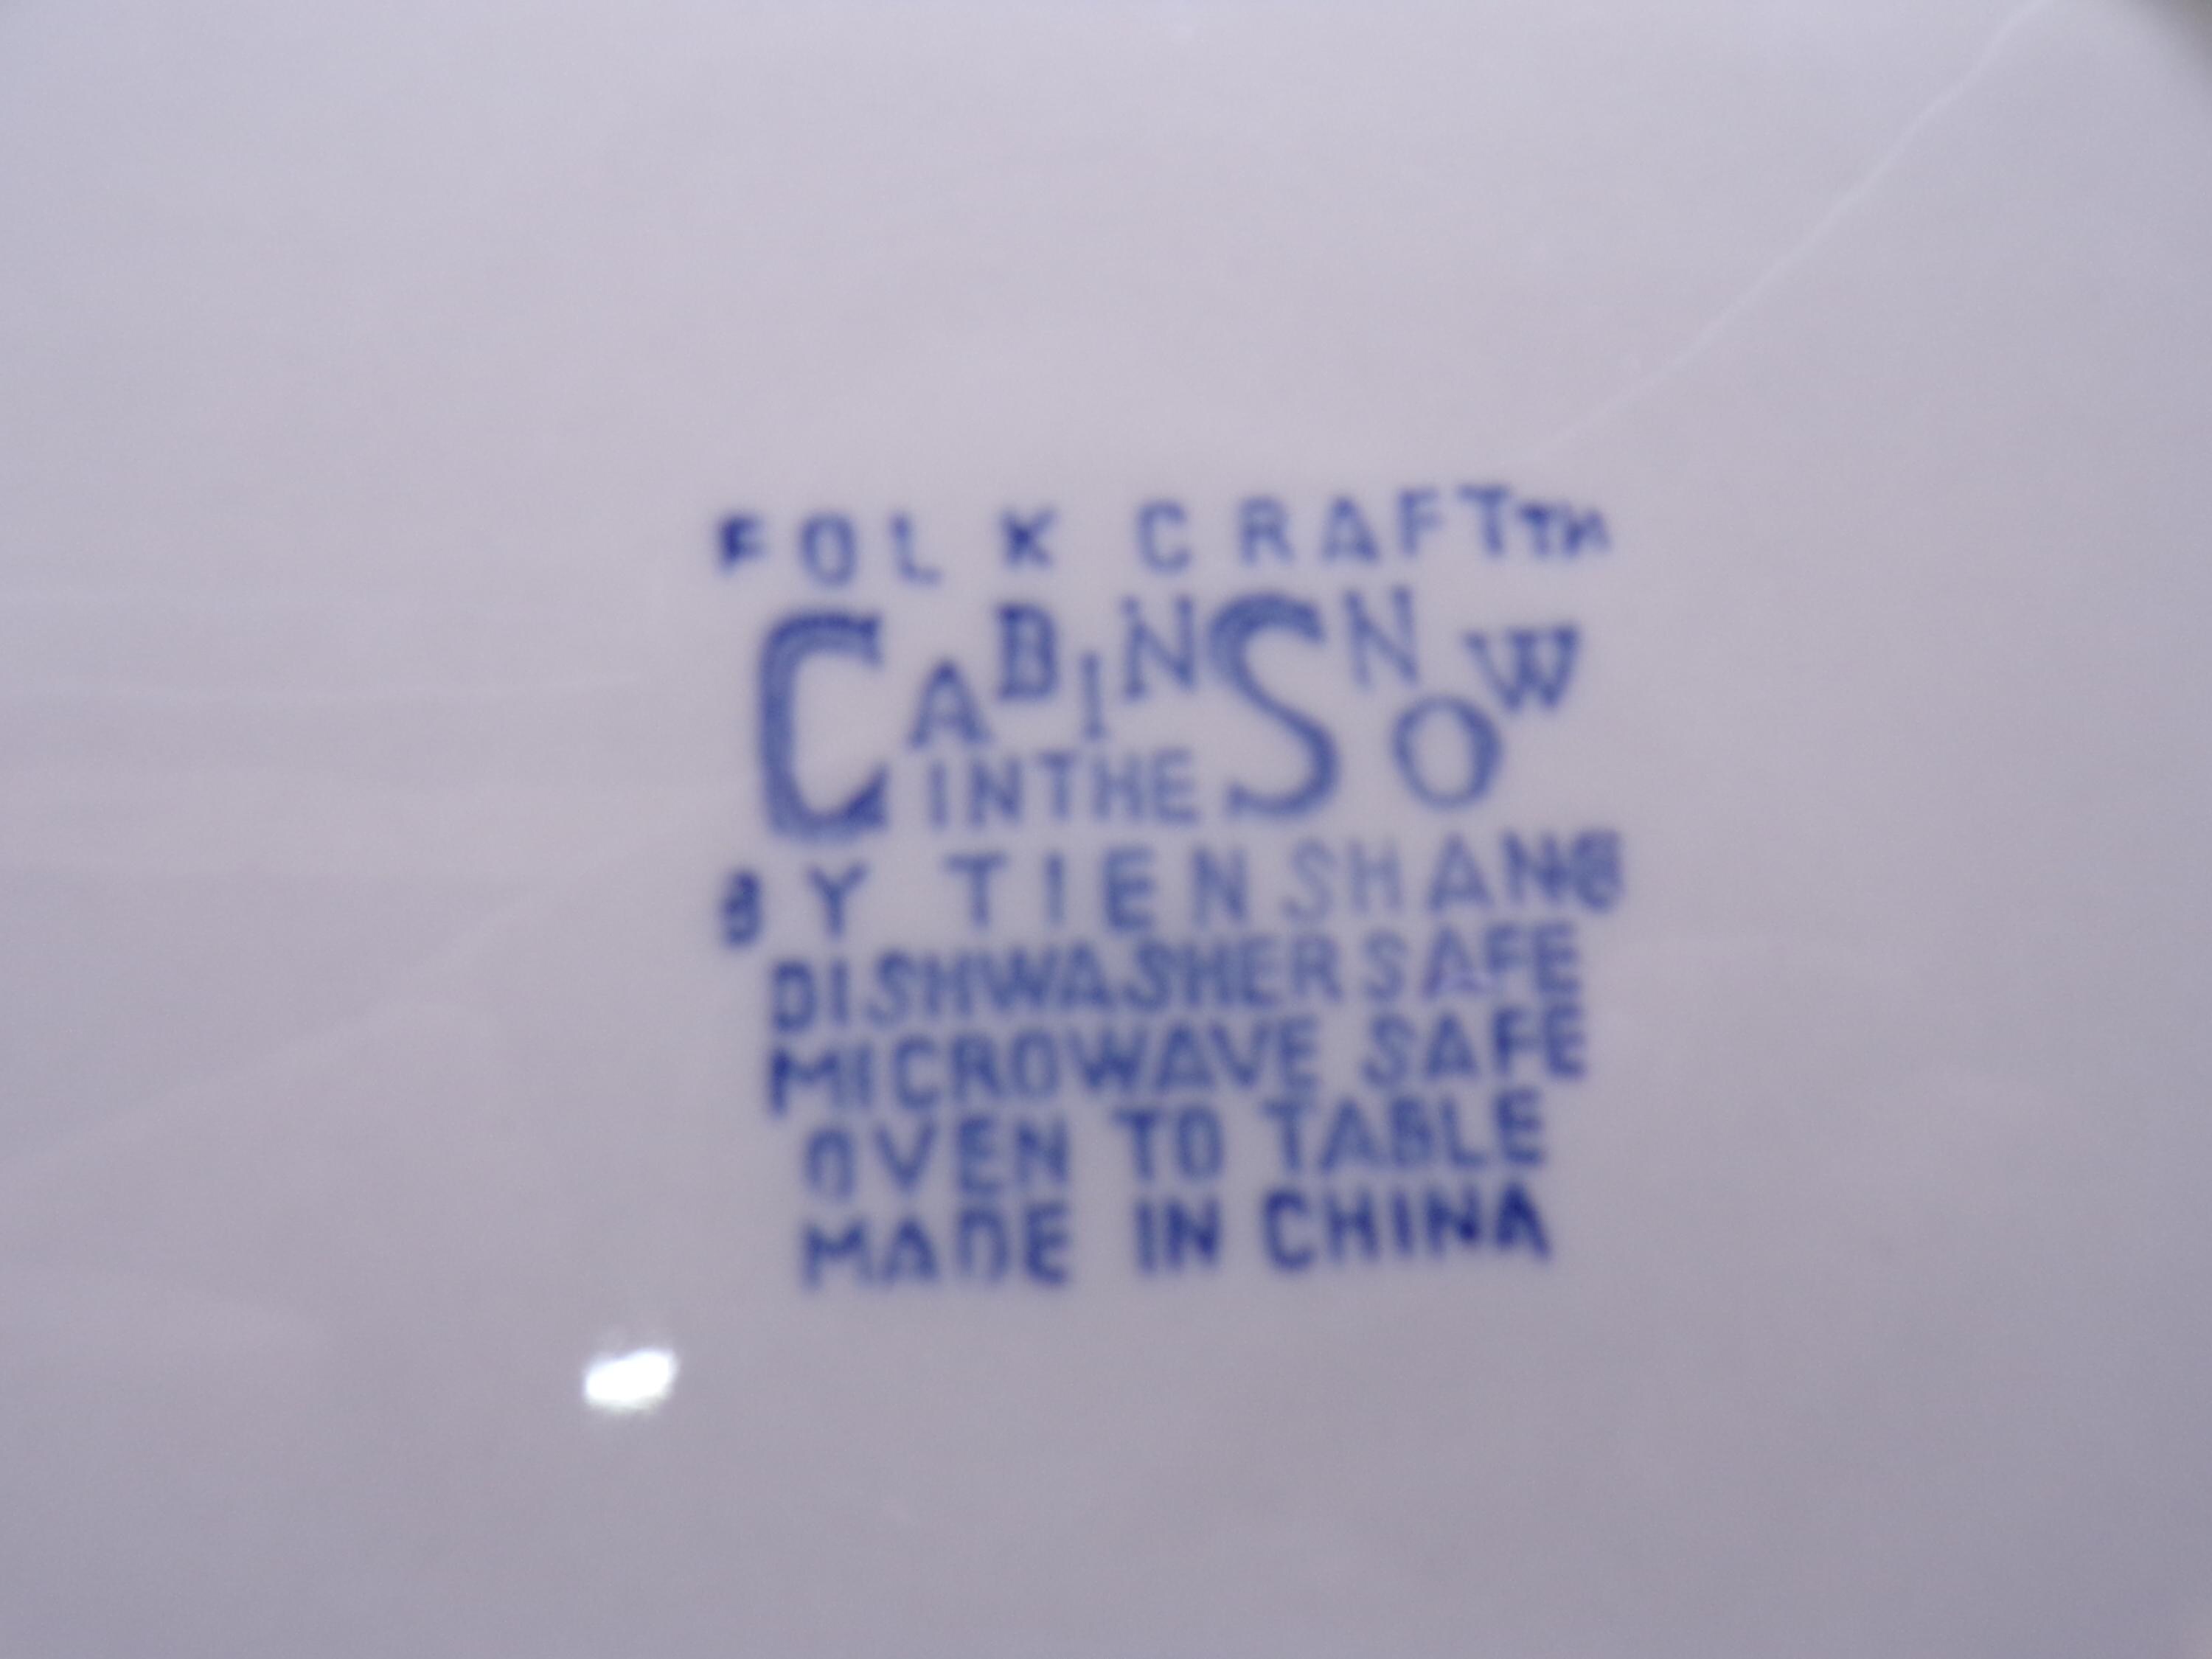 FOLK CRAFT™
CABIN SNOW
IN THE
BY TIENSHAN®
DISHWASHER SAFE
MICROWAVE SAFE
OVEN TO TABLE
MADE IN CHINA